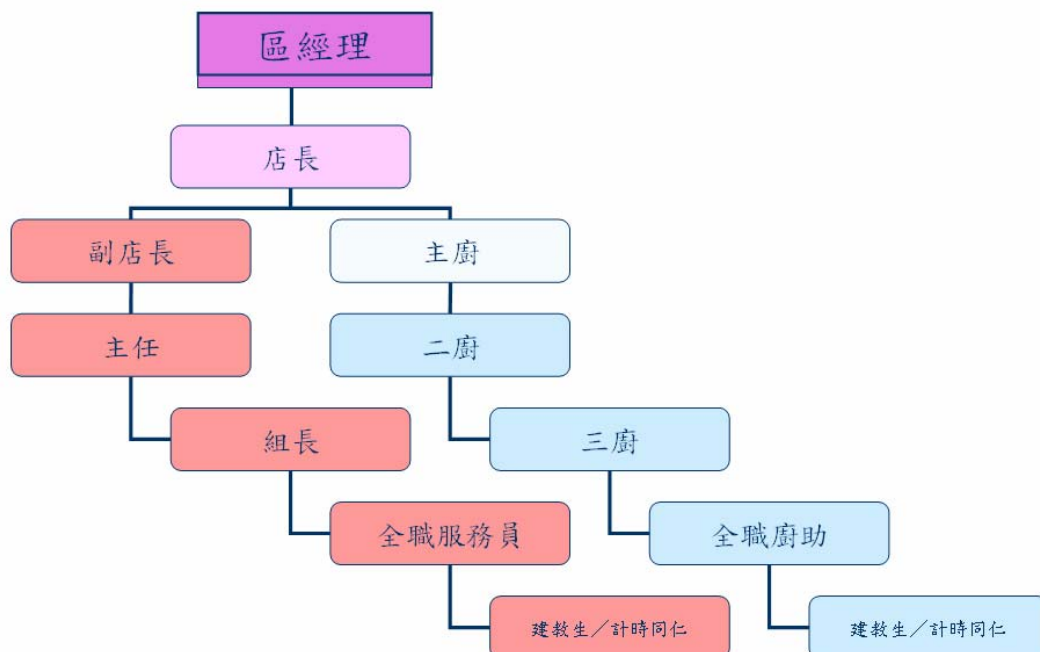 區經理
店長
副店長
主廚
主任
二廚
組長
三廚
全職服務員
全職廚助
建教生／計時同仁
建教生／計時同仁